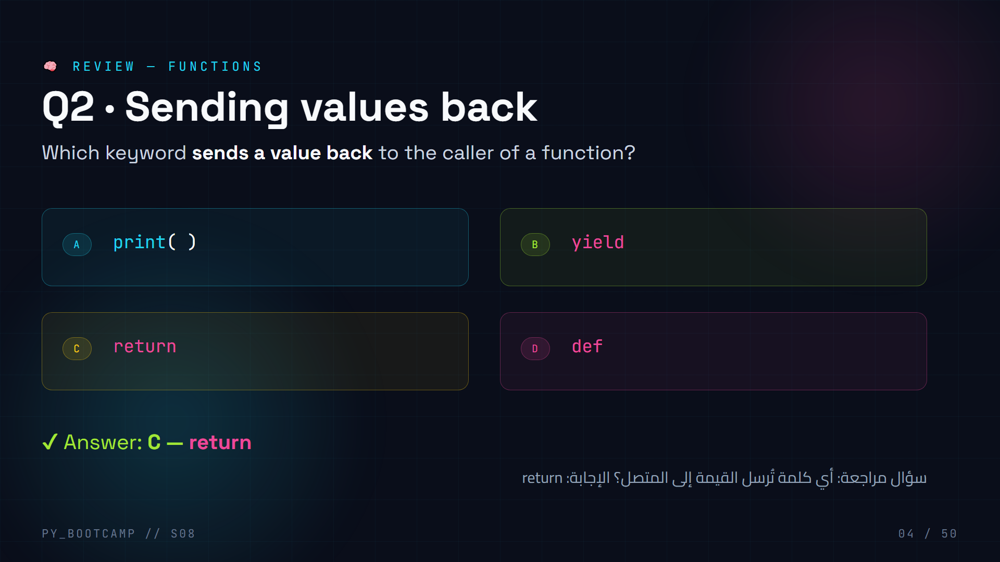 🧠 REVIEW — FUNCTIONS
Q2 · Sending values back
Which keyword sends a value back to the caller of a function?
A print( )
B yield
C return
D def
✓ Answer: C — return
سؤال مراجعة: أي كلمة تُرسل القيمة إلى المتصل؟ الإجابة: return
PY_BOOTCAMP // S08
04 / 50